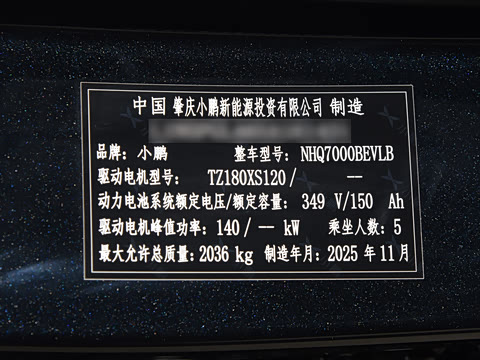 中国 肇庆小鹏新能源投资有限公司 制造
品牌：小鹏 整车型号：NHQ7000BEVLB
驱动电机型号： TZ180XS120 / --
动力电池系统额定电压/额定容量： 349 V/150 Ah
驱动电机峰值功率：140 / -- kW 乘坐人数：5
最大允许总质量：2036 kg 制造年月：2025 年 11 月